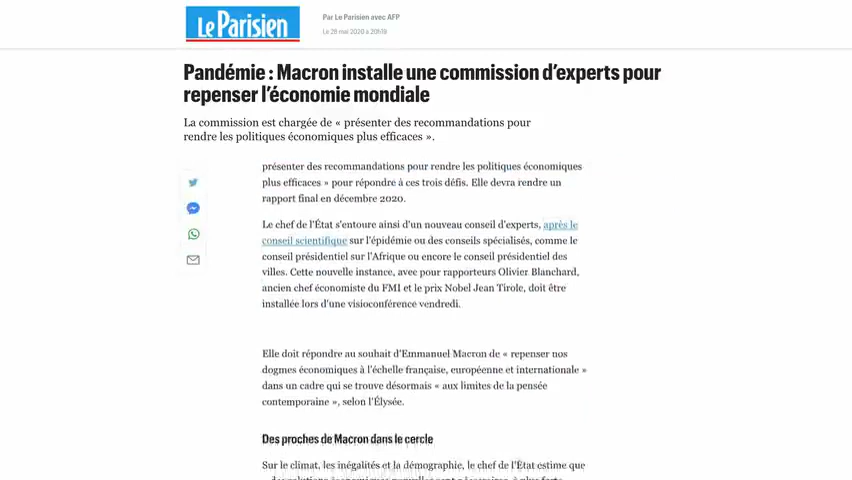 Le Parisien
Par Le Parisien avec AFP
Le 28 mai 2020 à 20h19
Pandémie : Macron installe une commission d'experts pour
repenser l'économie mondiale
La commission est chargée de « présenter des recommandations pour
rendre les politiques économiques plus efficaces ».
présenter des recommandations pour rendre les politiques économiques
plus efficaces » pour répondre à ces trois défis. Elle devra rendre un
rapport final en décembre 2020.
Le chef de l'État s'entoure ainsi d'un nouveau conseil d'experts, après le
conseil scientifique sur l'épidémie ou des conseils spécialisés, comme le
conseil présidentiel sur l'Afrique ou encore le conseil présidentiel des
villes. Cette nouvelle instance, avec pour rapporteurs Olivier Blanchard,
ancien chef économiste du FMI et le prix Nobel Jean Tirole, doit être
installée lors d'une visioconférence vendredi.
Elle doit répondre au souhait d'Emmanuel Macron de « repenser nos
dogmes économiques à l'échelle française, européenne et internationale »
dans un cadre qui se trouve désormais « aux limites de la pensée
contemporaine », selon l'Élysée.
Des proches de Macron dans le cercle
Sur le climat, les inégalités et la démographie, le chef de l'État estime que